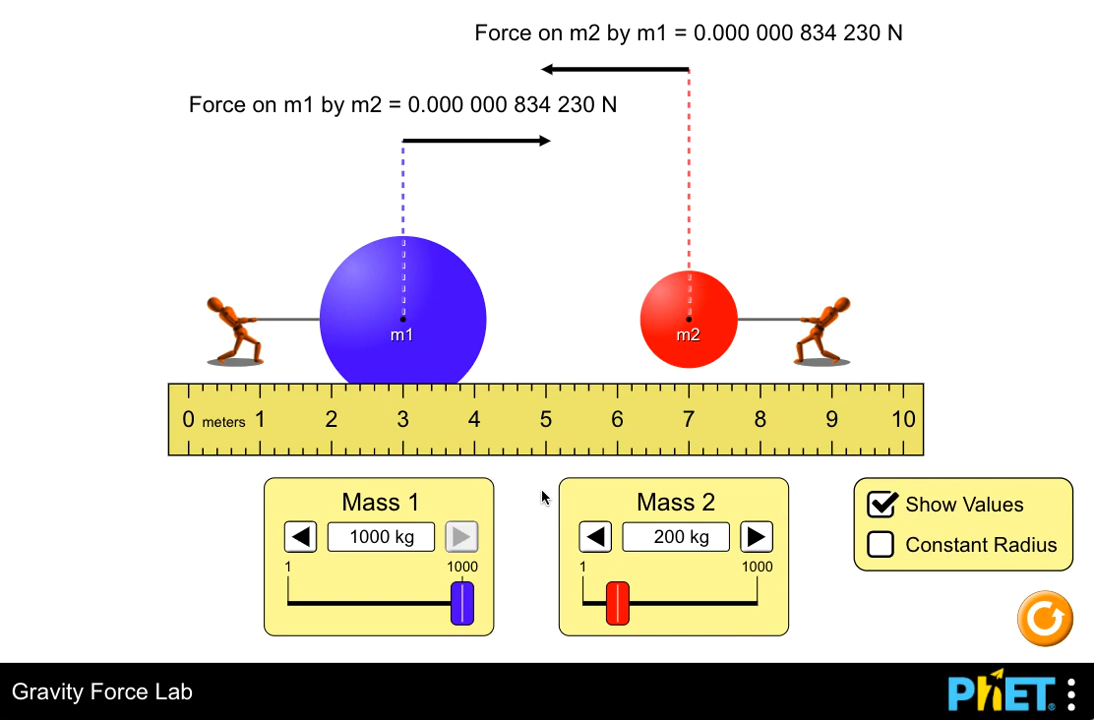 Force on m2 by m1 = 0.000 000 834 230 N
Force on m1 by m2 = 0.000 000 834 230 N
m1
m2
0 meters 1 2 3 4 5 6 7 8 9 10
Mass 1
1000 kg
1 1000
Mass 2
200 kg
1 1000
Show Values
Constant Radius
Gravity Force Lab
PhET